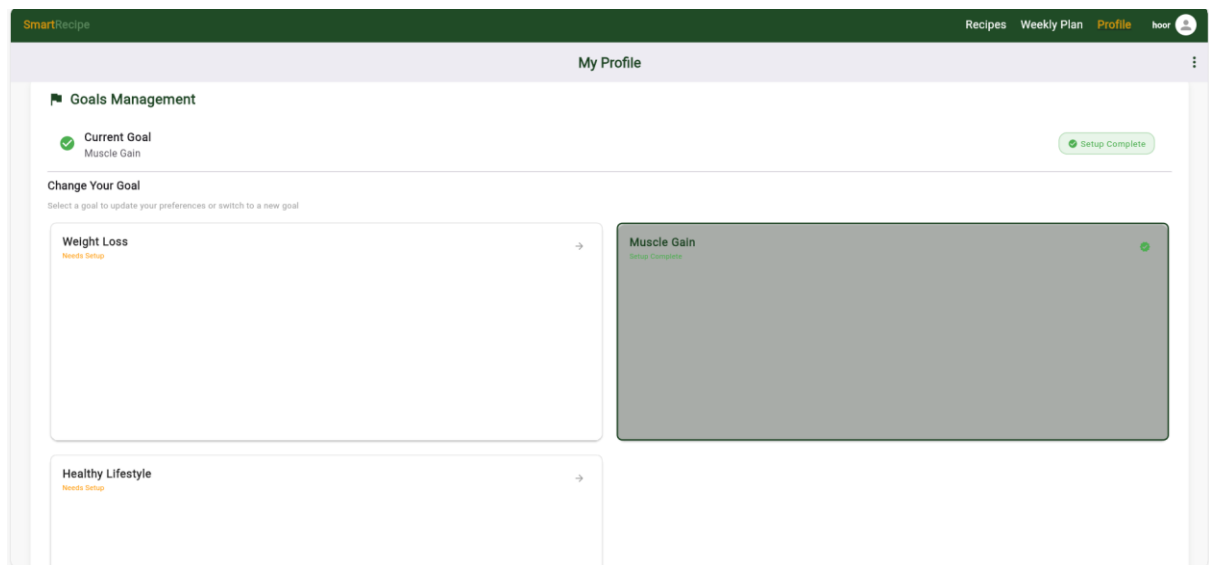 SmartRecipe Recipes Weekly Plan Profile hoor
My Profile
Goals Management
Current Goal
Muscle Gain
Setup Complete
Change Your Goal
Select a goal to update your preferences or switch to a new goal
Weight Loss
Needs Setup
Muscle Gain
Setup Complete
Healthy Lifestyle
Needs Setup